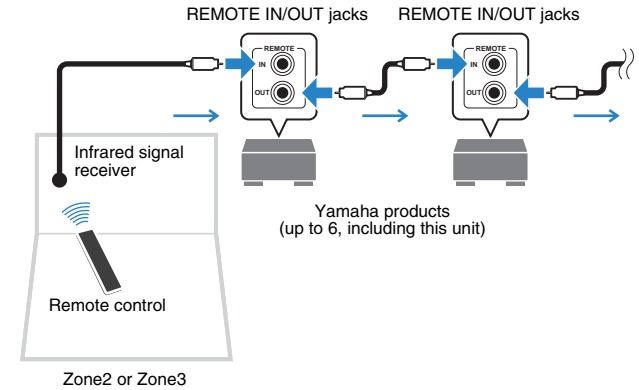 REMOTE IN/OUT jacks
REMOTE IN/OUT jacks
REMOTE
IN
OUT
REMOTE
IN
OUT
Infrared signal
receiver
Yamaha products
(up to 6, including this unit)
Remote control
Zone2 or Zone3